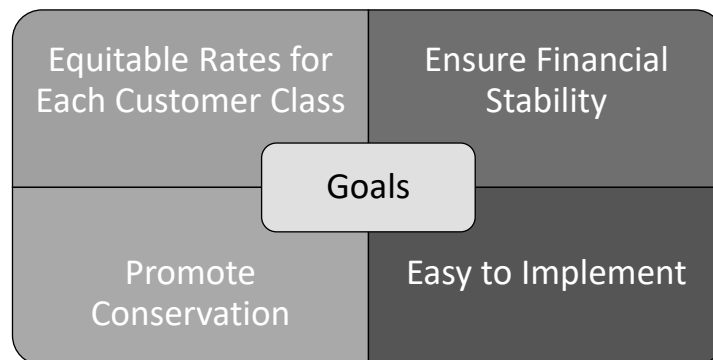 Equitable Rates for
Each Customer Class
Ensure Financial
Stability
Goals
Promote
Conservation
Easy to Implement